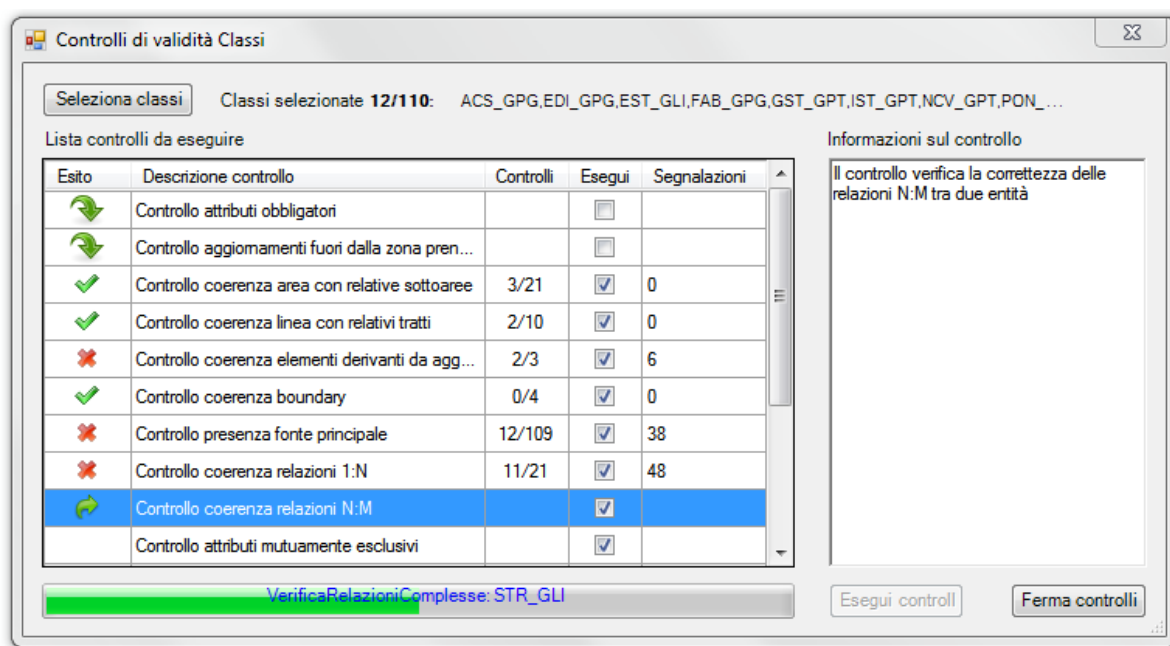 Controlli di validità Classi
Seleziona classi Classi selezionate 12/110: ACS_GPG,EDI_GPG,EST_GLI,FAB_GPG,GST_GPT,IST_GPT,NCV_GPT,PON_...
Lista controlli da eseguire Informazioni sul controllo
Esito Descrizione controllo Controlli Esegui Segnalazioni
Il controllo verifica la correttezza delle
relazioni N:M tra due entità
Controllo attributi obbligatori
Controllo aggiornamenti fuori dalla zona pren...
Controllo coerenza area con relative sottoaree 3/21 0
Controllo coerenza linea con relativi tratti 2/10 0
Controllo coerenza elementi derivanti da agg... 2/3 6
Controllo coerenza boundary 0/4 0
Controllo presenza fonte principale 12/109 38
Controllo coerenza relazioni 1:N 11/21 48
Controllo coerenza relazioni N:M
Controllo attributi mutuamente esclusivi
VerificaRelazioniComplesse: STR_GLI
Esegui controll Ferma controlli